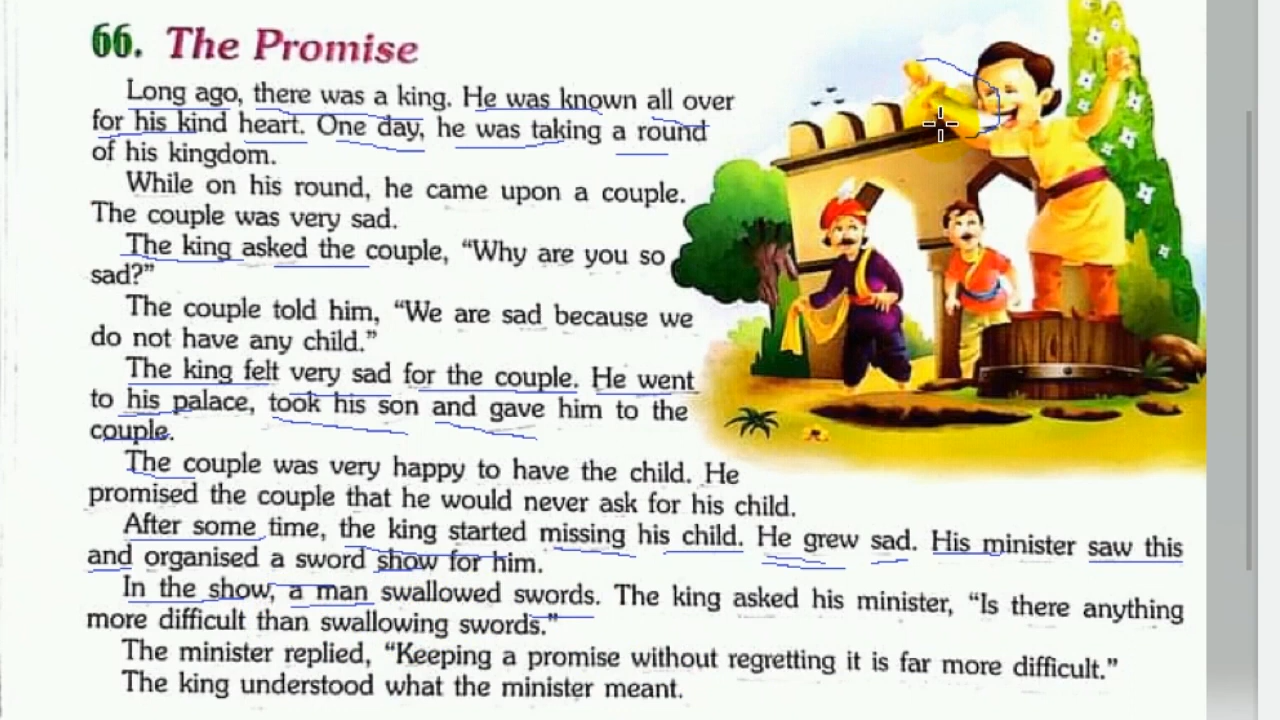 66. The Promise
Long ago, there was a king. He was known all over
for his kind heart. One day, he was taking a round
of his kingdom.
While on his round, he came upon a couple.
The couple was very sad.
The king asked the couple, “Why are you so
sad?”
The couple told him, “We are sad because we
do not have any child.”
The king felt very sad for the couple. He went
to his palace, took his son and gave him to the
couple.
The couple was very happy to have the child. He
promised the couple that he would never ask for his child.
After some time, the king started missing his child. He grew sad. His minister saw this
and organised a sword show for him.
In the show, a man swallowed swords. The king asked his minister, “Is there anything
more difficult than swallowing swords.”
The minister replied, “Keeping a promise without regretting it is far more difficult.”
The king understood what the minister meant.